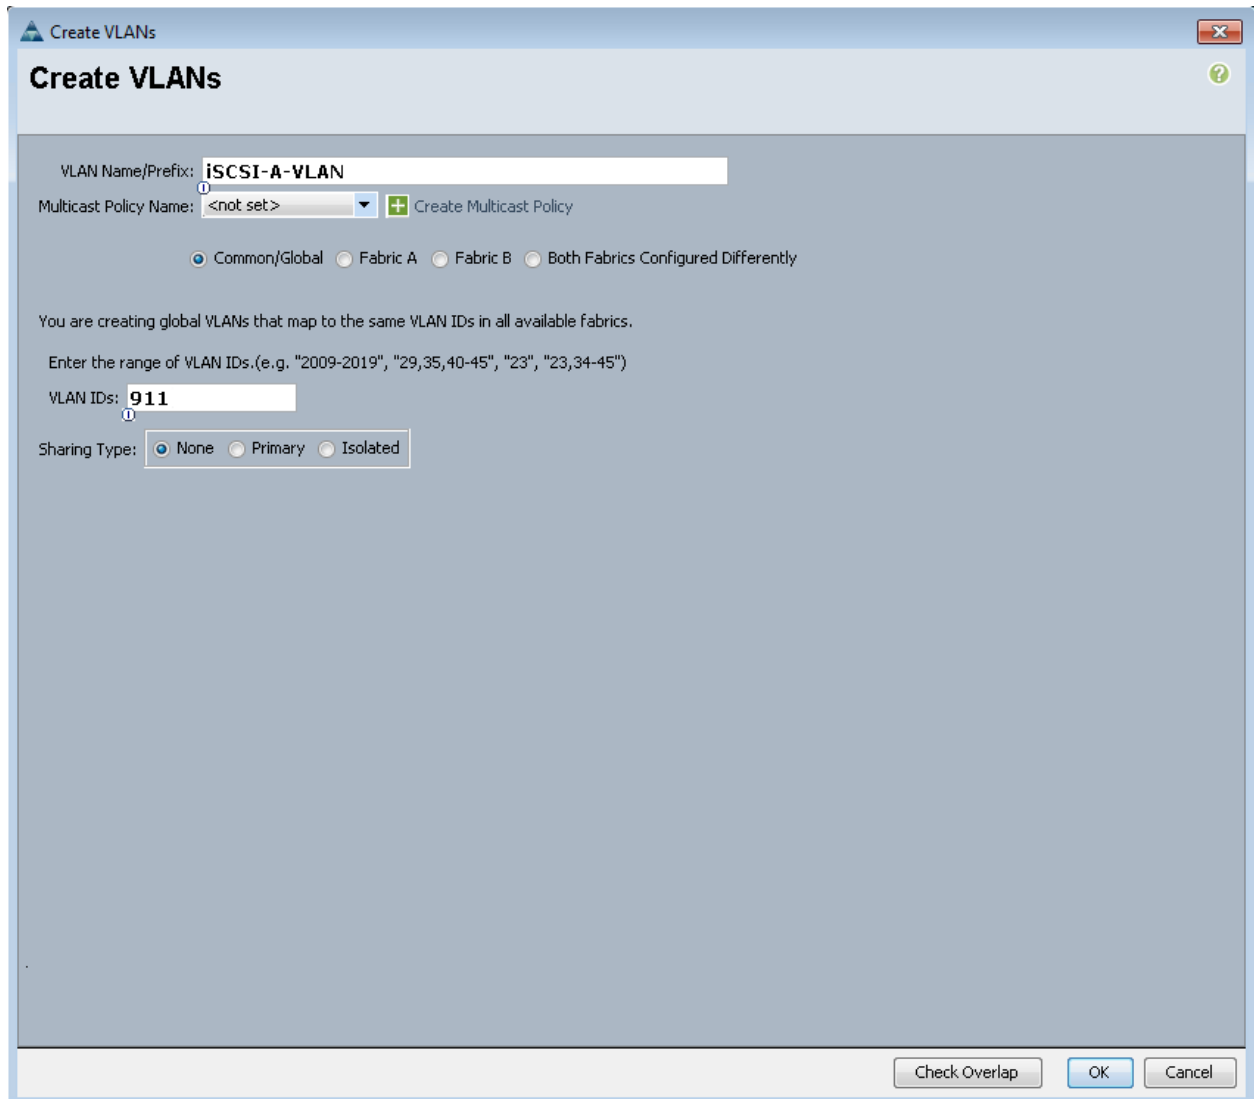 Create VLANs
Create VLANs
VLAN Name/Prefix: iSCSI-A-VLAN
Multicast Policy Name: <not set> Create Multicast Policy
Common/Global Fabric A Fabric B Both Fabrics Configured Differently
You are creating global VLANs that map to the same VLAN IDs in all available fabrics.
Enter the range of VLAN IDs.(e.g. "2009-2019", "29,35,40-45", "23", "23,34-45")
VLAN IDs: 911
Sharing Type: None Primary Isolated
Check Overlap OK Cancel